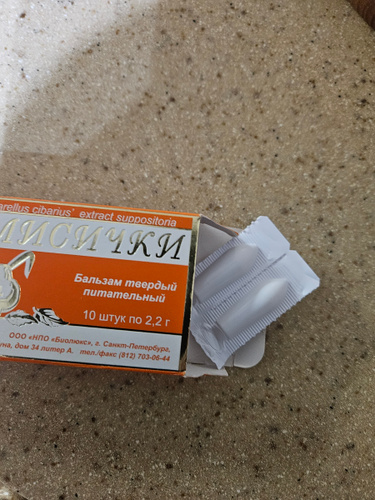 arellus cibarius' extract suppositoria
ЛИСИЧКИ
Бальзам твердый
питательный
10 штук по 2,2 г
ООО «НПО «Биолюкс», г. Санкт-Петербург,
уна, дом 34 литер А. тел./факс (812) 703-06-44